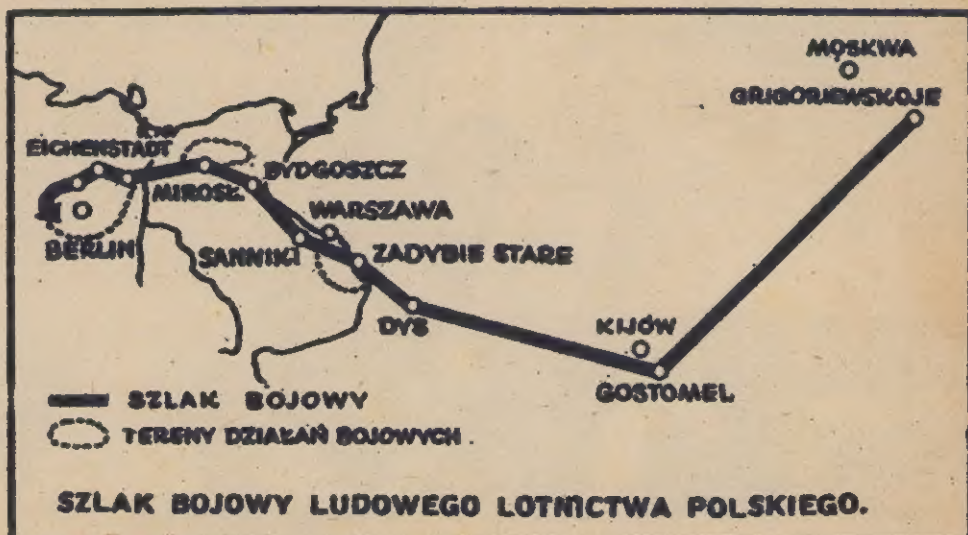 MOSKWA
GRIGORIEWSKOJE
EICHENSTADT
BYDGOSZCZ
MIROSŁ.
WARSZAWA
BERLIN
SANNIKI
ZADYBIE STARE
DYS
KIJÓW
GOSTOMEL
SZLAK BOJOWY
TERENY DZIAŁAŃ BOJOWYCH.
SZLAK BOJOWY LUDOWEGO LOTNICTWA POLSKIEGO.